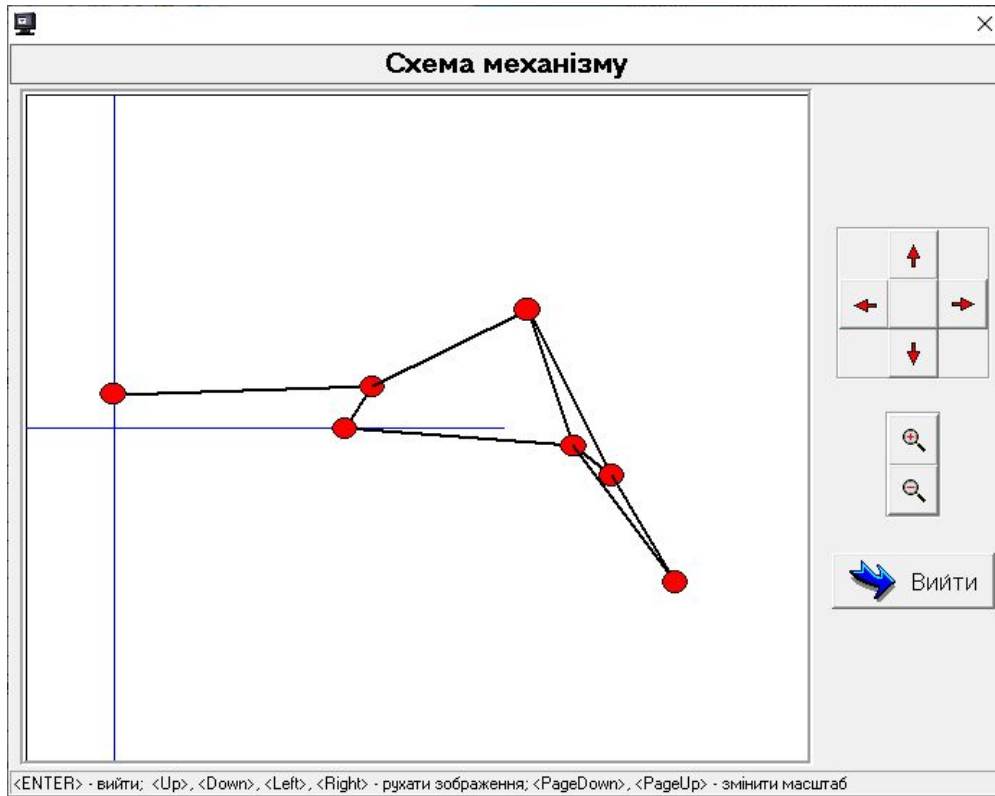 Схема механізму
Вийти
<ENTER> - вийти; <Up>, <Down>, <Left>, <Right> - рухати зображення; <PageDown>, <PageUp> - змінити масштаб